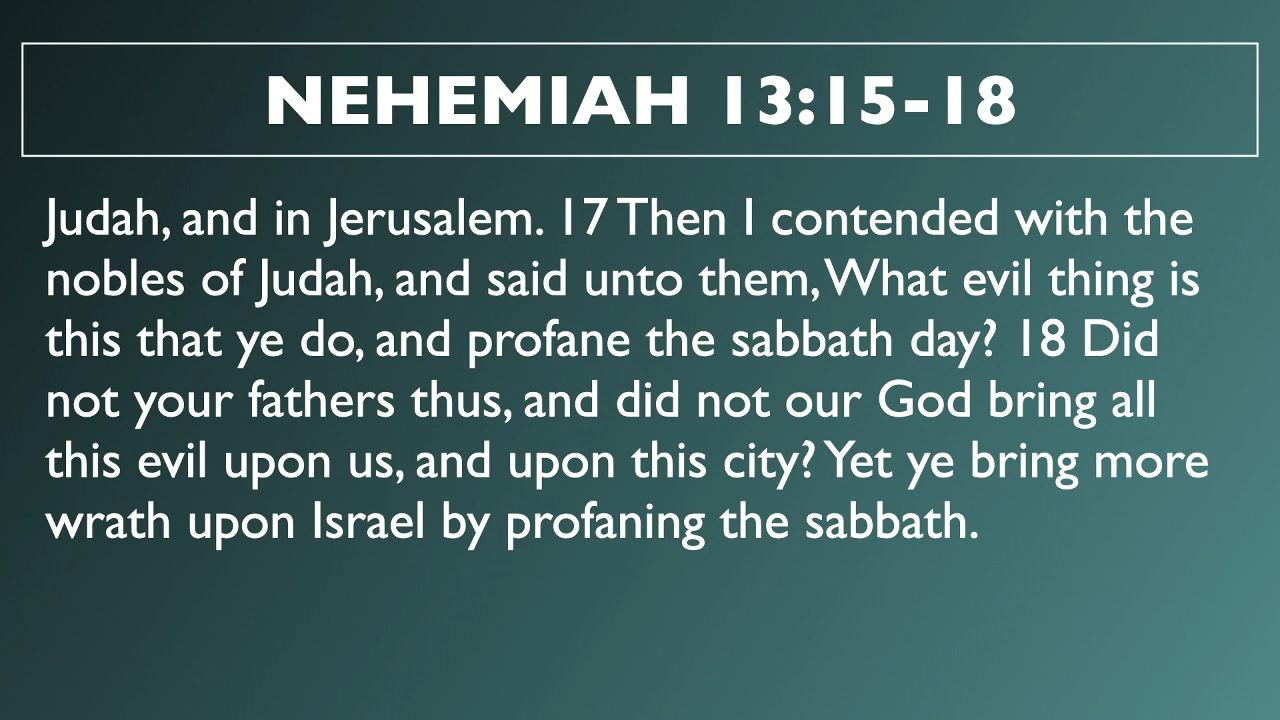 NEHEMIAH 13:15-18
Judah, and in Jerusalem. 17 Then I contended with the
nobles of Judah, and said unto them, What evil thing is
this that ye do, and profane the sabbath day? 18 Did
not your fathers thus, and did not our God bring all
this evil upon us, and upon this city? Yet ye bring more
wrath upon Israel by profaning the sabbath.